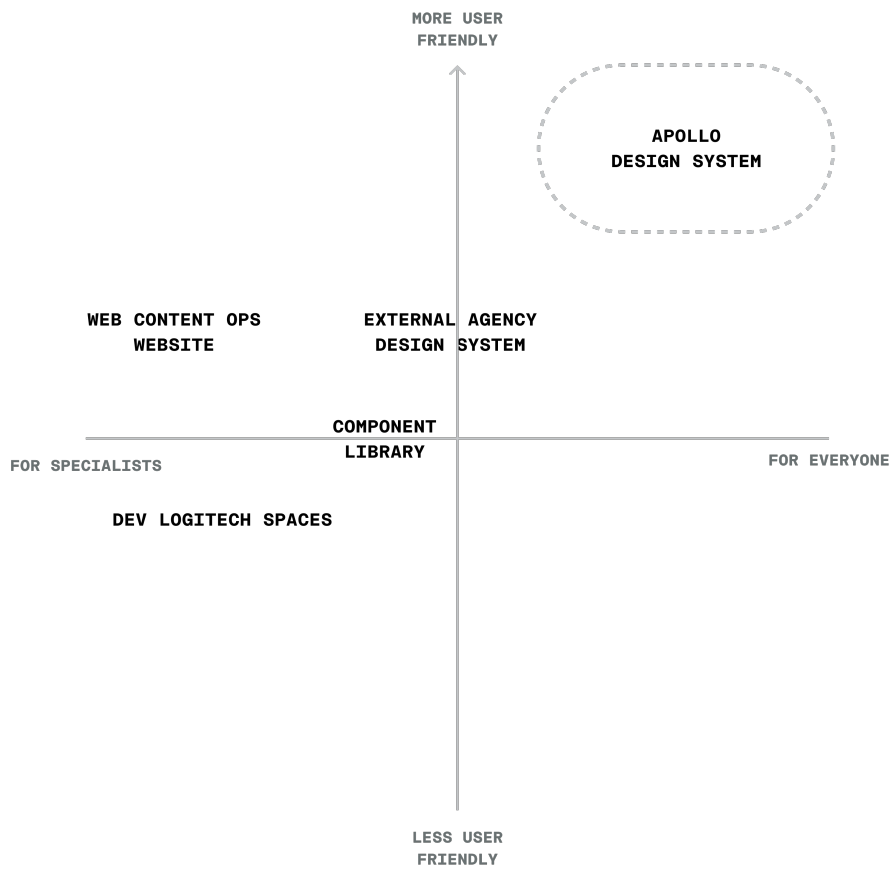 MORE USER
FRIENDLY
APOLLO
DESIGN SYSTEM
WEB CONTENT OPS
WEBSITE
EXTERNAL AGENCY
DESIGN SYSTEM
COMPONENT
LIBRARY
FOR SPECIALISTS
FOR EVERYONE
DEV LOGITECH SPACES
LESS USER
FRIENDLY